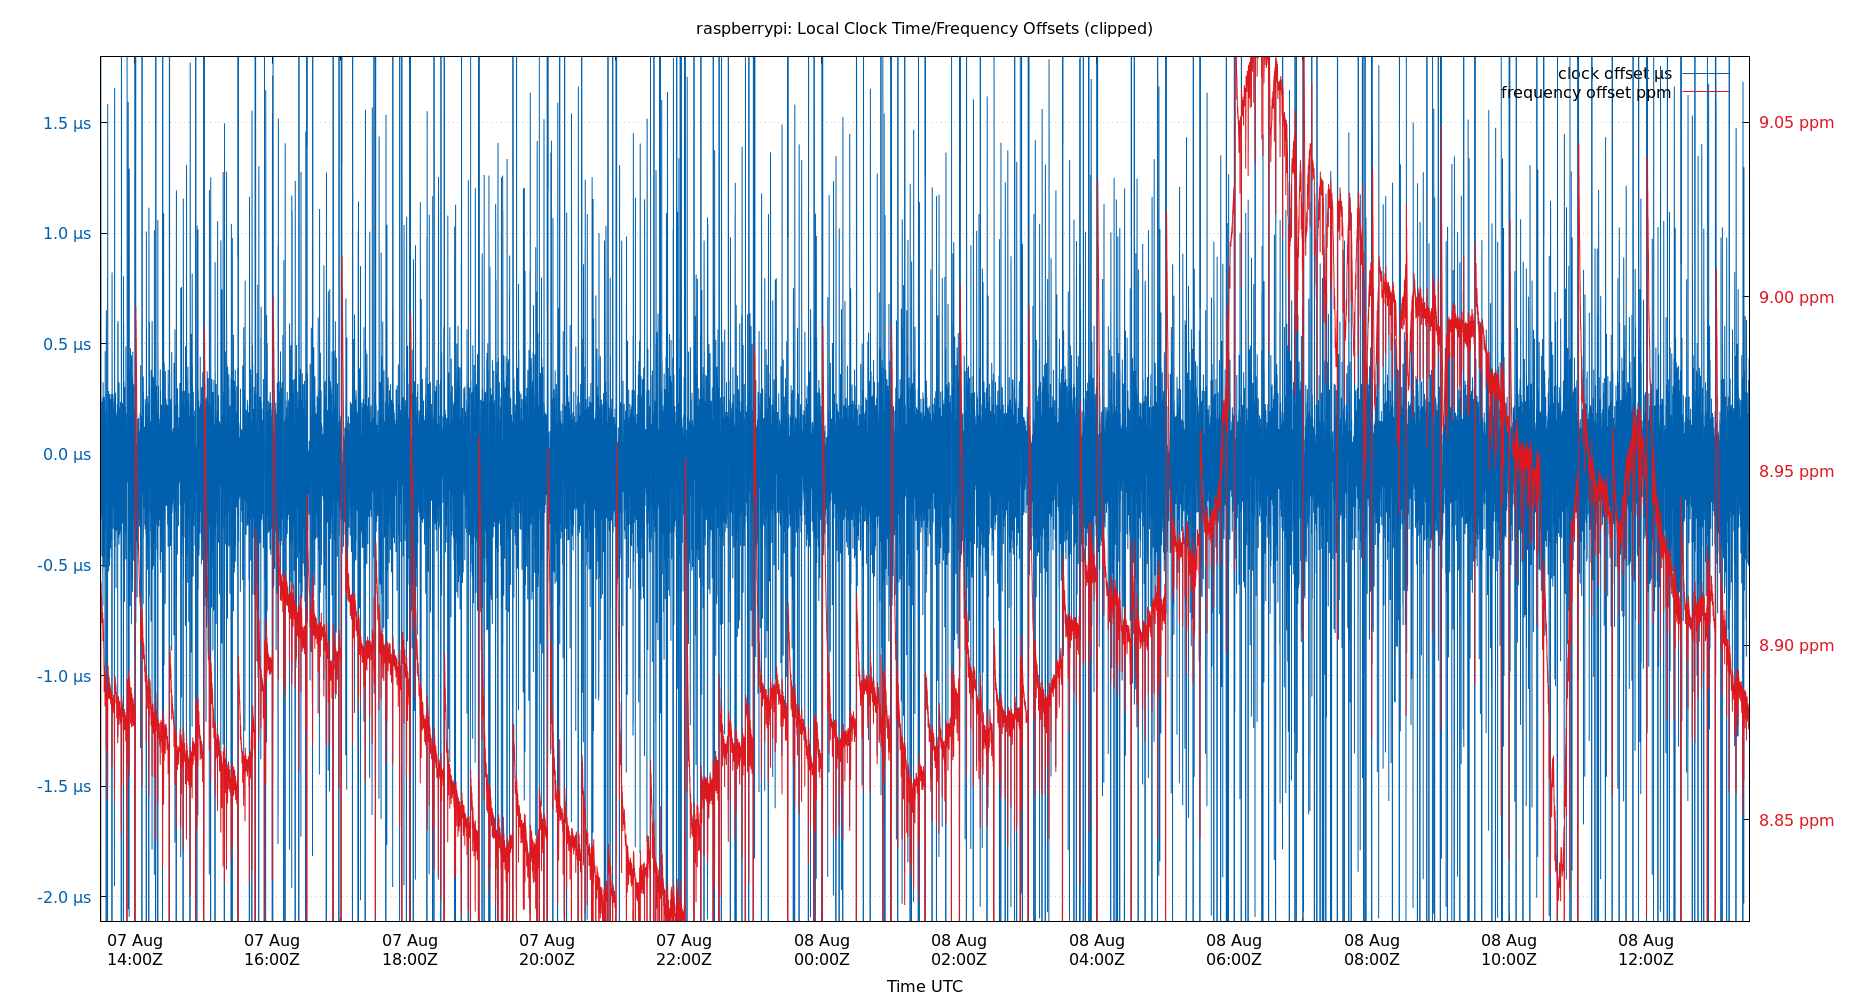 raspberrypi: Local Clock Time/Frequency Offsets (clipped)
clock offset µs
frequency offset ppm
1.5 µs
1.0 µs
0.5 µs
0.0 µs
-0.5 µs
-1.0 µs
-1.5 µs
-2.0 µs
9.05 ppm
9.00 ppm
8.95 ppm
8.90 ppm
8.85 ppm
07 Aug 07 Aug 07 Aug 07 Aug 07 Aug 08 Aug 08 Aug 08 Aug 08 Aug 08 Aug 08 Aug 08 Aug
14:00Z 16:00Z 18:00Z 20:00Z 22:00Z 00:00Z 02:00Z 04:00Z 06:00Z 08:00Z 10:00Z 12:00Z
Time UTC